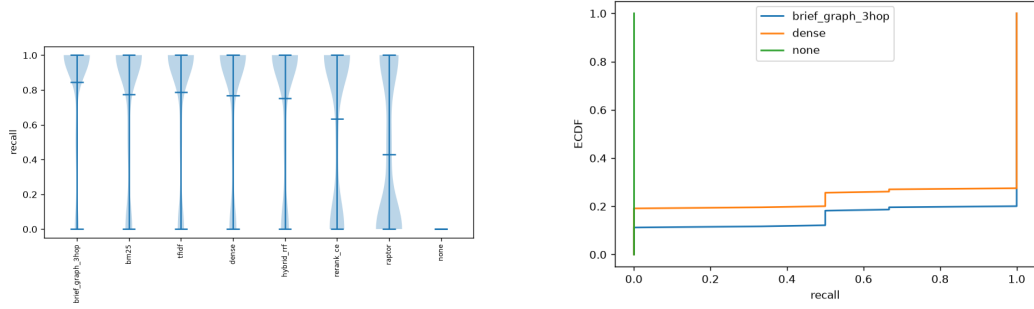 recall
1.0
0.8
0.6
0.4
0.2
0.0
brief_graph_3hop
bm25
tfidf
dense
hybrid_rrf
rerank_ce
raptor
none
ECDF
1.0
0.8
0.6
0.4
0.2
0.0
brief_graph_3hop
dense
none
0.0 0.2 0.4 0.6 0.8 1.0
recall